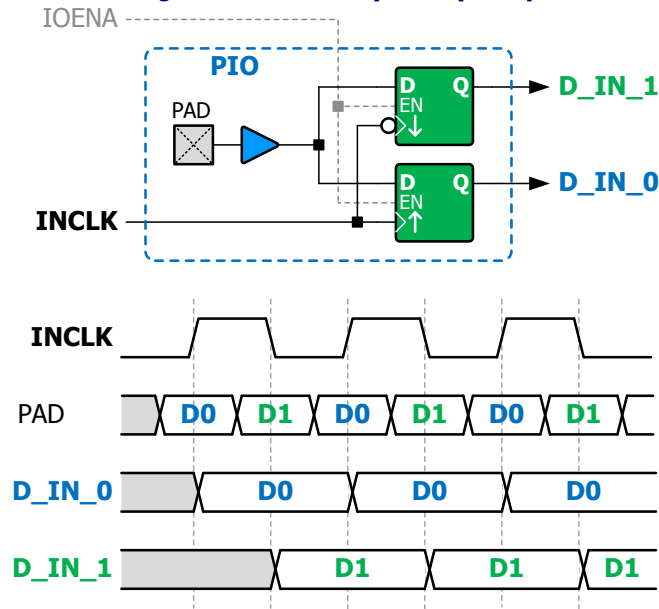 IOENA
PIO
D Q D_IN_1
EN
PAD
D Q D_IN_0
EN
INCLK
INCLK
PAD D0 D1 D0 D1 D0 D1
D_IN_0 D0 D0 D0
D_IN_1 D1 D1 D1